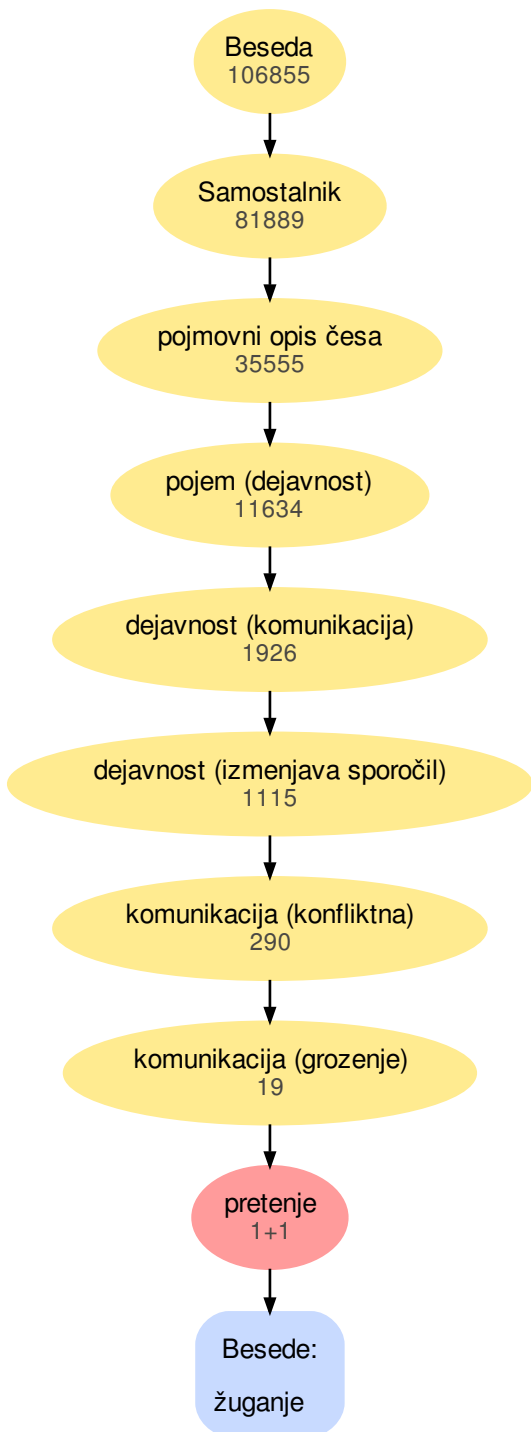 Beseda
106855
Samostalnik
81889
pojmovni opis česa
35555
pojem (dejavnost)
11634
dejavnost (komunikacija)
1926
dejavnost (izmenjava sporočil)
1115
komunikacija (konfliktna)
290
komunikacija (grozenje)
19
pretenje
1+1
Besede:
žuganje